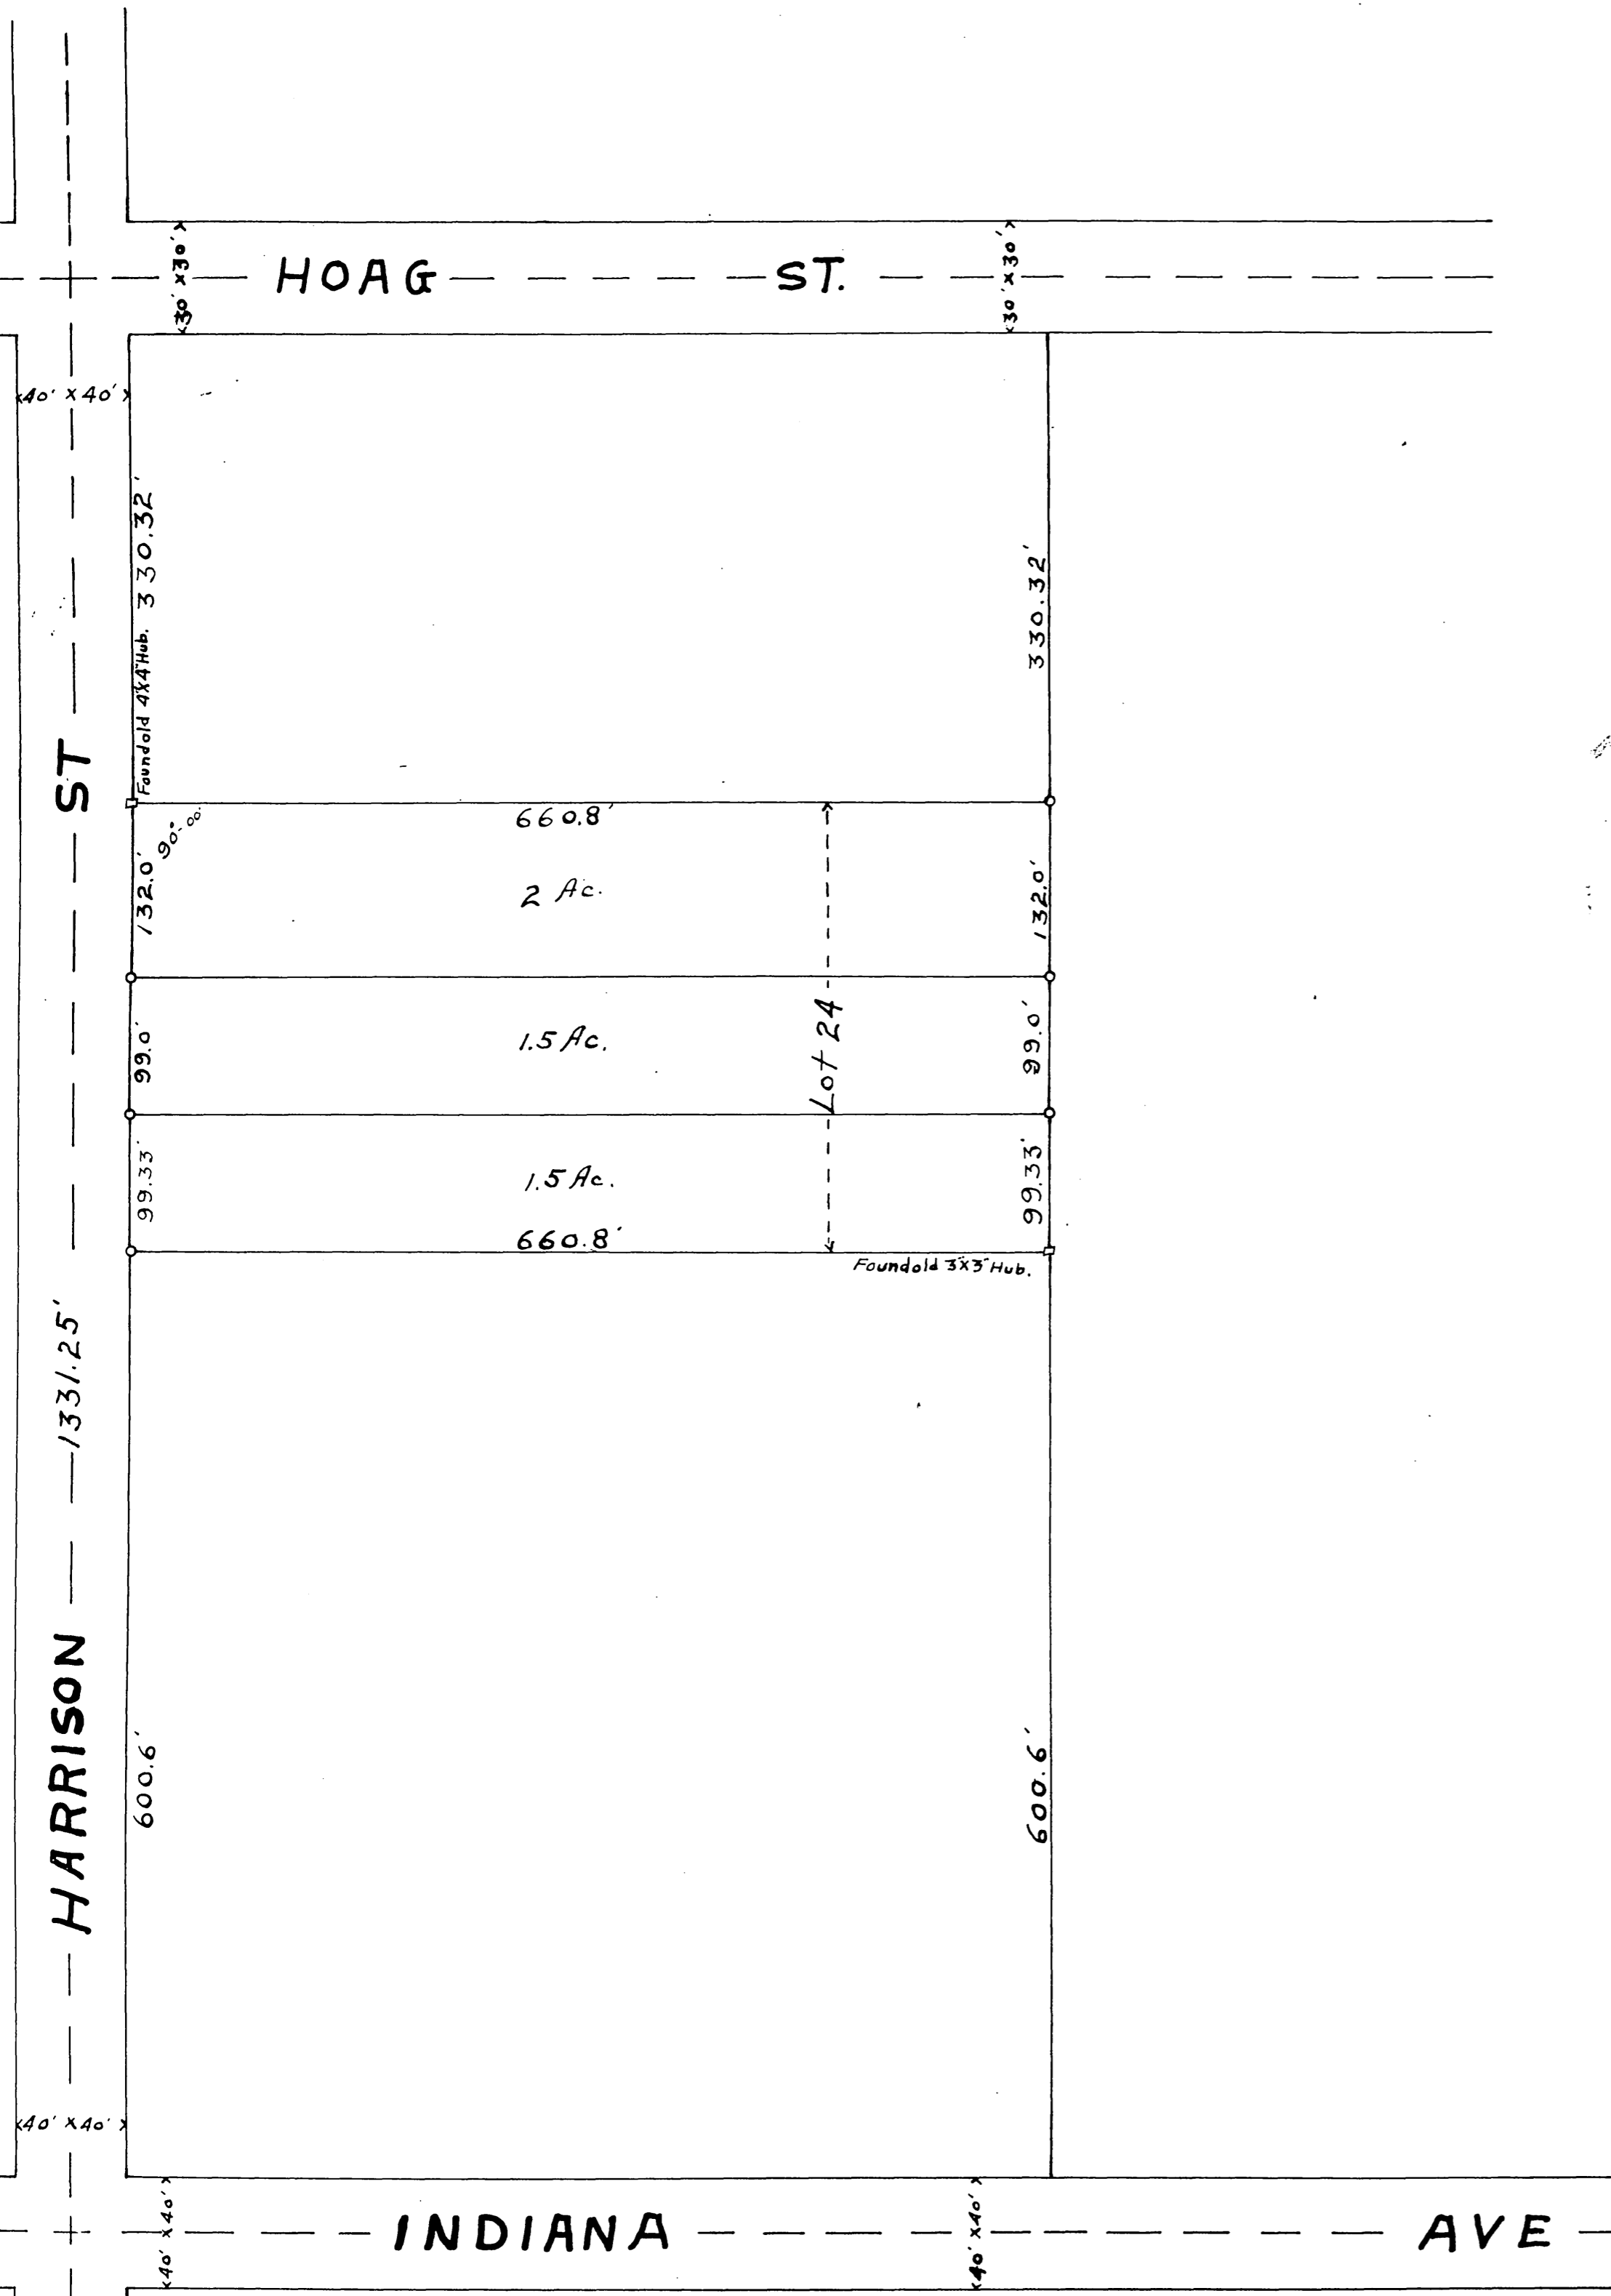 30' x 30'
30' x 30'
HOAG ST.
40' x 40'
330.32'
330.32'
Found old 4"x4" Hub.
ST
90°-00'
660.8'
132.0'
2 Ac.
132.0'
99.0'
1.5 Ac.
Lot 24
99.0'
99.33'
1.5 Ac.
99.33'
660.8'
Found old 3"x3" Hub.
1331.25'
HARRISON
600.6'
600.6'
40' x 40'
40' x 40'
40' x 40'
INDIANA AVE